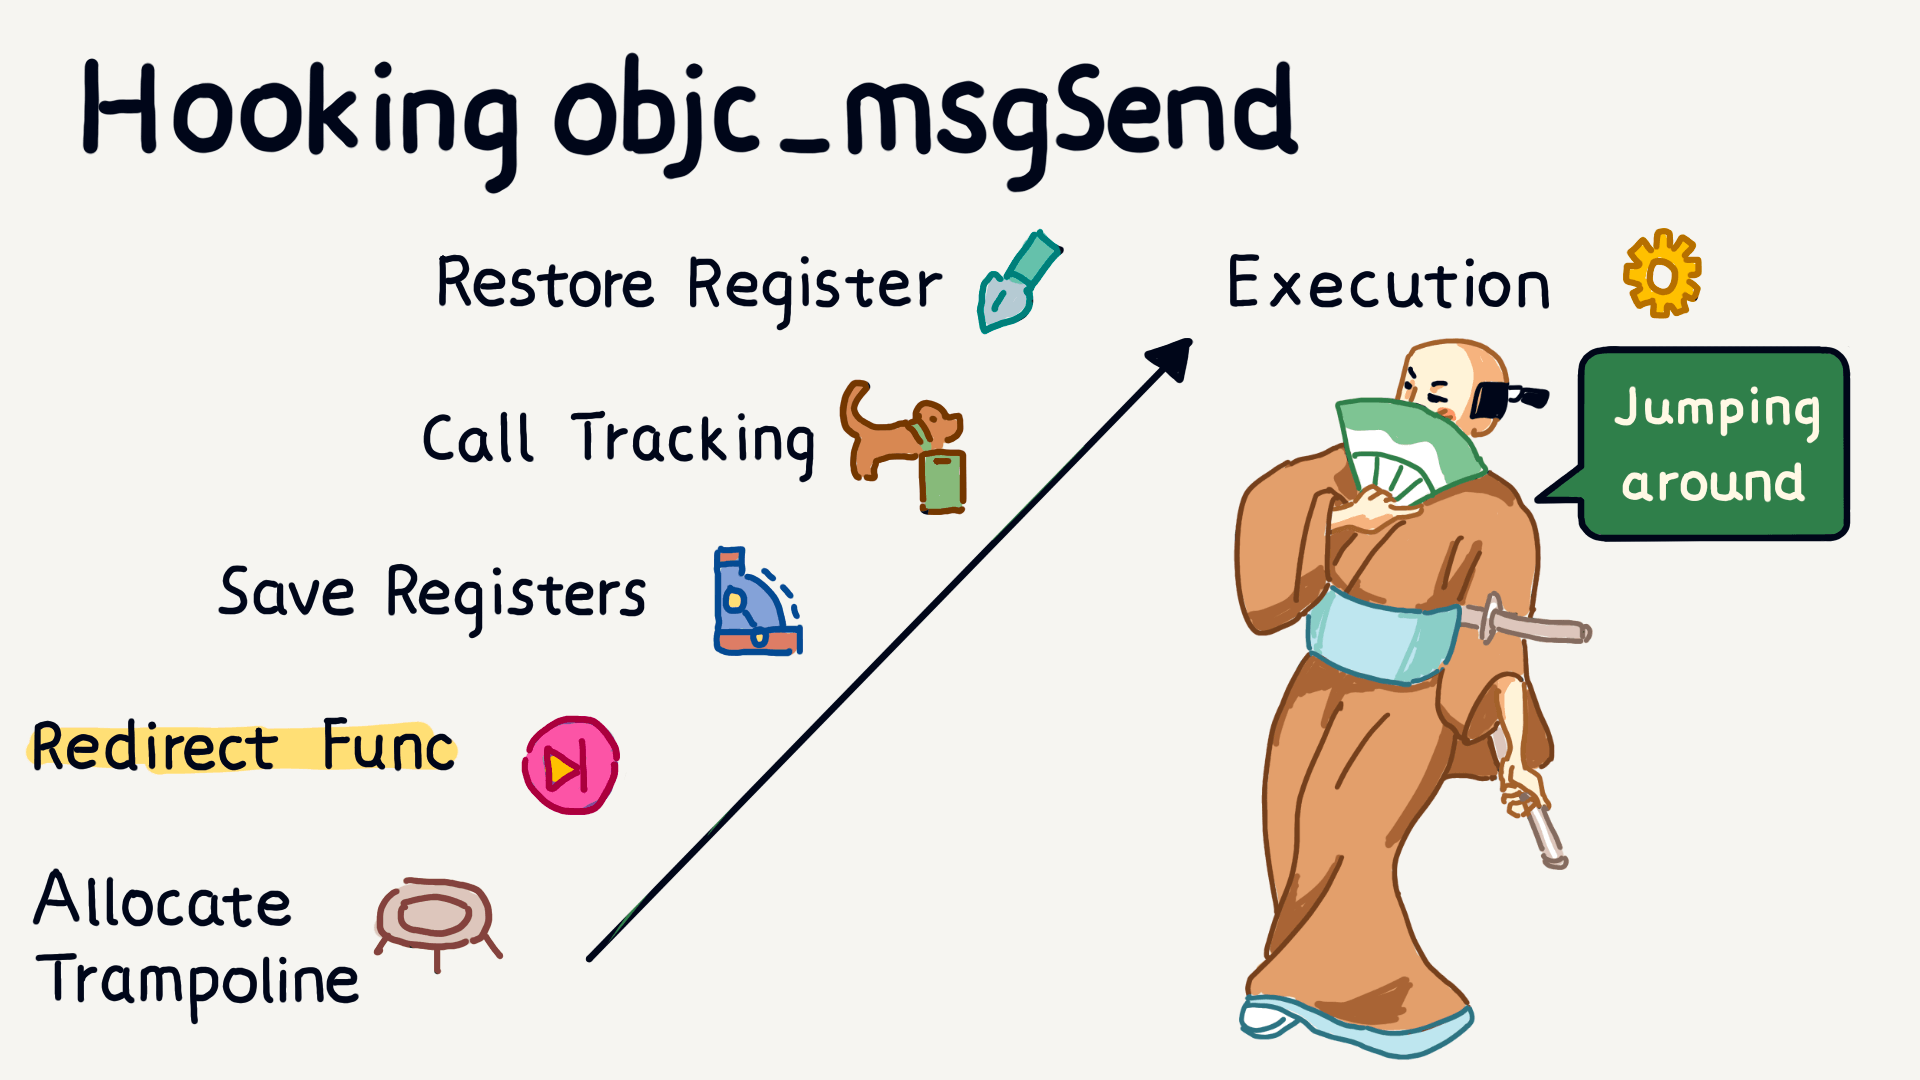 Hooking objc_msgSend
Restore Register
Execution
Call Tracking
Jumping
around
Save Registers
Redirect Func
Allocate
Trampoline